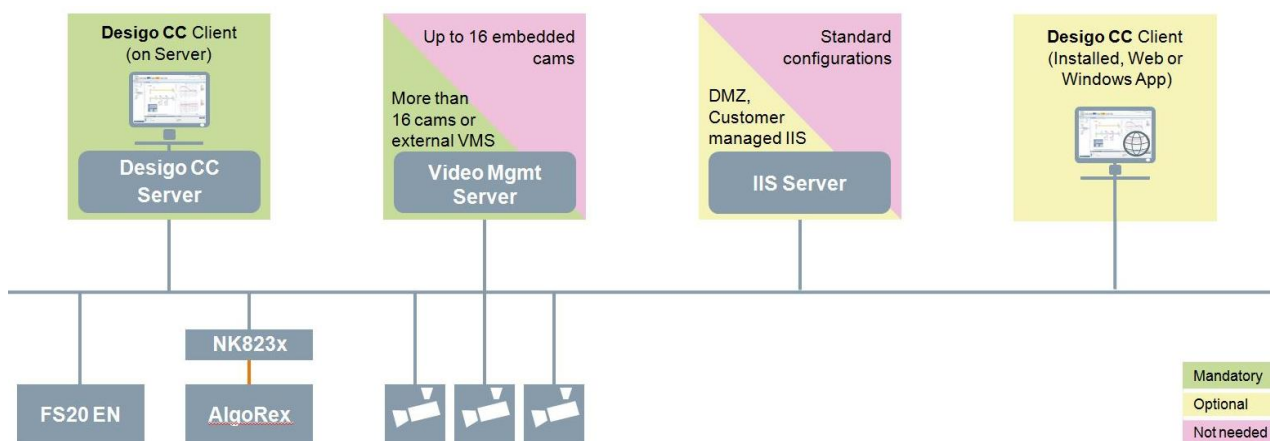 Desigo CC Client
(on Server)
Desigo CC
Server
Up to 16 embedded
cams
More than
16 cams or
external VMS
Video Mgmt
Server
Standard
configurations
DMZ,
Customer
managed IIS
IIS Server
Desigo CC Client
(Installed, Web or
Windows App)
NK823x
FS20 EN
AlgoRex
Mandatory
Optional
Not needed